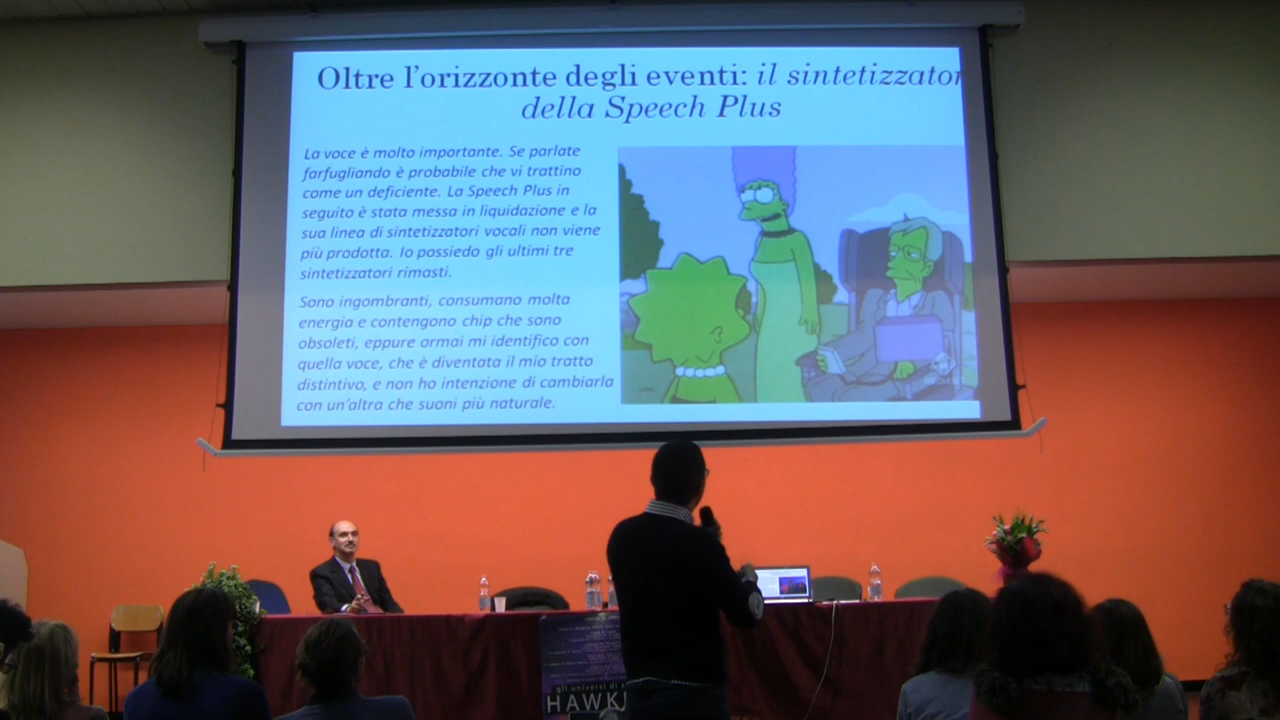 Oltre l'orizzonte degli eventi: il sintetizzator
della Speech Plus
La voce è molto importante. Se parlate
farfugliando è probabile che vi trattino
come un deficiente. La Speech Plus in
seguito è stata messa in liquidazione e la
sua linea di sintetizzatori vocali non viene
più prodotta. Io possiedo gli ultimi tre
sintetizzatori rimasti.
Sono ingombranti, consumano molta
energia e contengono chip che sono
obsoleti, eppure ormai mi identifico con
quella voce, che è diventata il mio tratto
distintivo, e non ho intenzione di cambiarla
con un'altra che suoni più naturale.
MEDIASET
gli universi di
HAWK